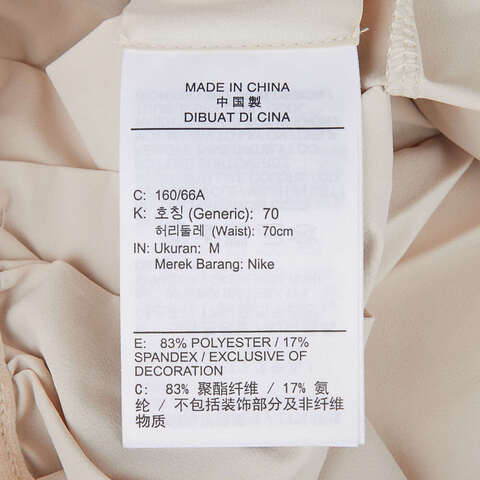 MADE IN CHINA
中国製
DIBUAT DI CINA
C: 160/66A
K: 호칭 (Generic): 70
허리둘레 (Waist): 70cm
IN: Ukuran: M
Merek Barang: Nike
E: 83% POLYESTER / 17%
SPANDEX / EXCLUSIVE OF
DECORATION
C: 83% 聚酯纤维 / 17% 氨
纶 / 不包括装饰部分及非纤维
物质